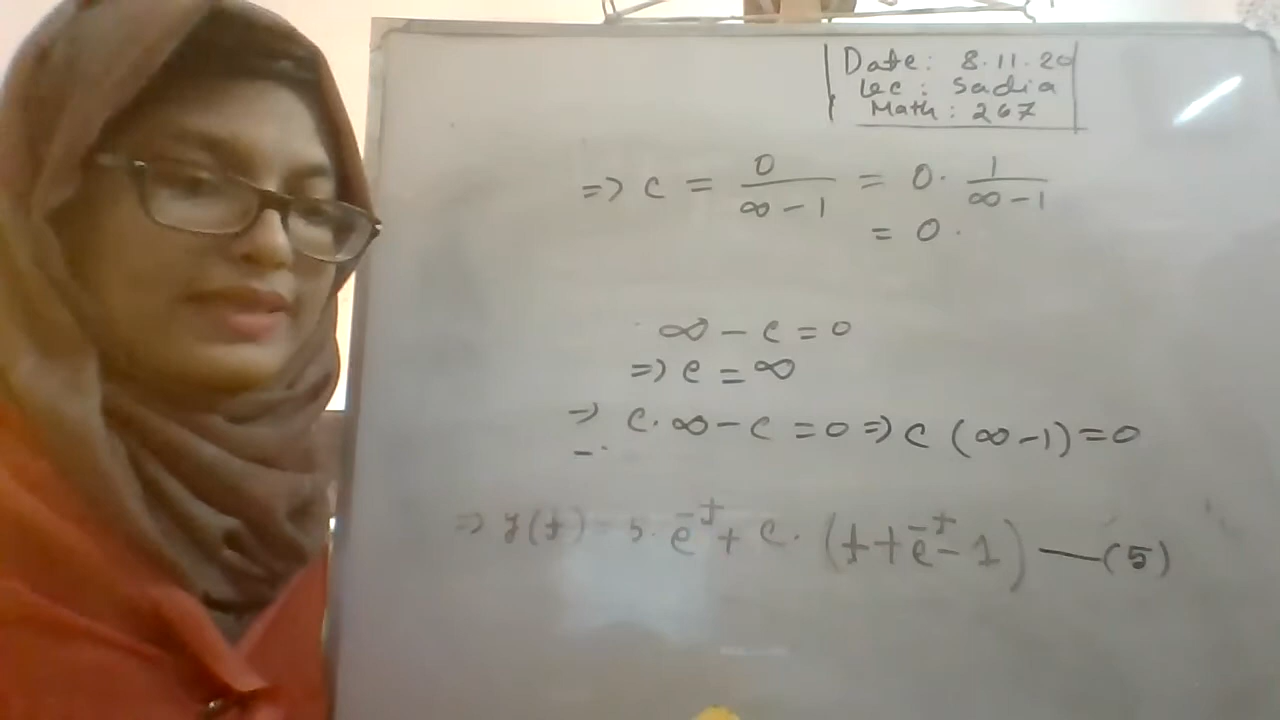 Date: 8.11.20
Lec: Sadia
Math: 267
=> c = 0/(∞ - 1) = 0. 1/(∞ - 1)
= 0.
∞ - c = 0
=> c = ∞
=> c. ∞ - c = 0 => c (∞ - 1) = 0
=> y(t) = 5. e^-t + c. (t + e^-t - 1) — (5)